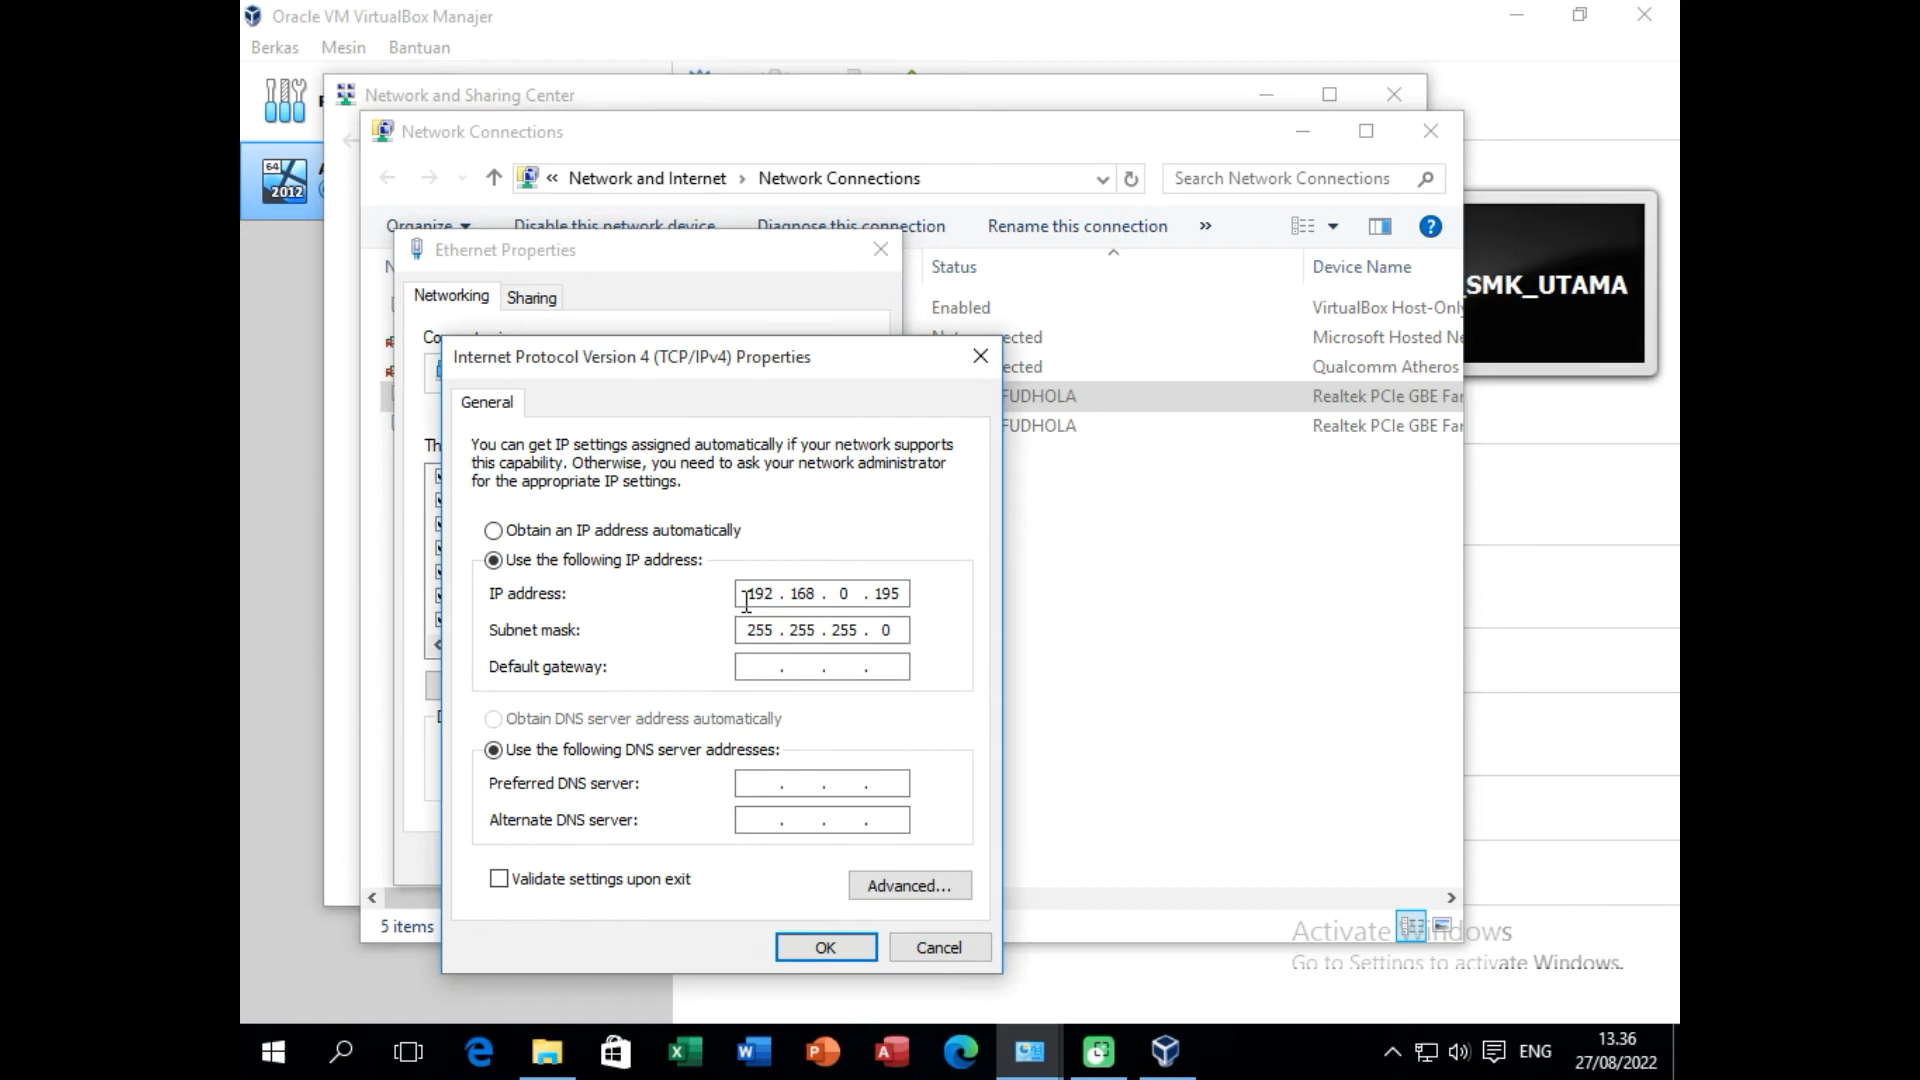 Oracle VM VirtualBox Manajer
Berkas Mesin Bantuan
Network and Sharing Center
Network Connections
« Network and Internet › Network Connections
Search Network Connections
Organize Disable this network device Diagnose this connection Rename this connection »
64
2012
Ethernet Properties
Networking Sharing
Status Device Name
Enabled VirtualBox Host-Only
ected Microsoft Hosted Ne
ected Qualcomm Atheros
FUDHOLA Realtek PCIe GBE Fam
FUDHOLA Realtek PCIe GBE Fam
SMK_UTAMA
Internet Protocol Version 4 (TCP/IPv4) Properties
General
You can get IP settings assigned automatically if your network supports
this capability. Otherwise, you need to ask your network administrator
for the appropriate IP settings.
Obtain an IP address automatically
Use the following IP address:
IP address: 192 . 168 . 0 . 195
Subnet mask: 255 . 255 . 255 . 0
Default gateway: . . .
Obtain DNS server address automatically
Use the following DNS server addresses:
Preferred DNS server: . . .
Alternate DNS server: . . .
Validate settings upon exit
Advanced...
OK Cancel
5 items
Activate Windows
Go to Settings to activate Windows.
ENG
13.36
27/08/2022